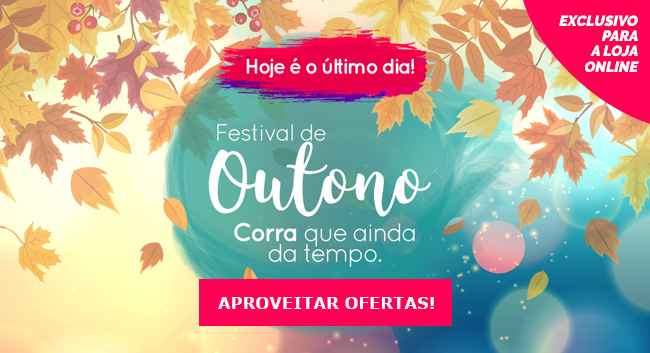 EXCLUSIVO
PARA
A LOJA
ONLINE
Hoje é o último dia!
Festival de
Outono
Corra que ainda
da tempo.
APROVEITAR OFERTAS!